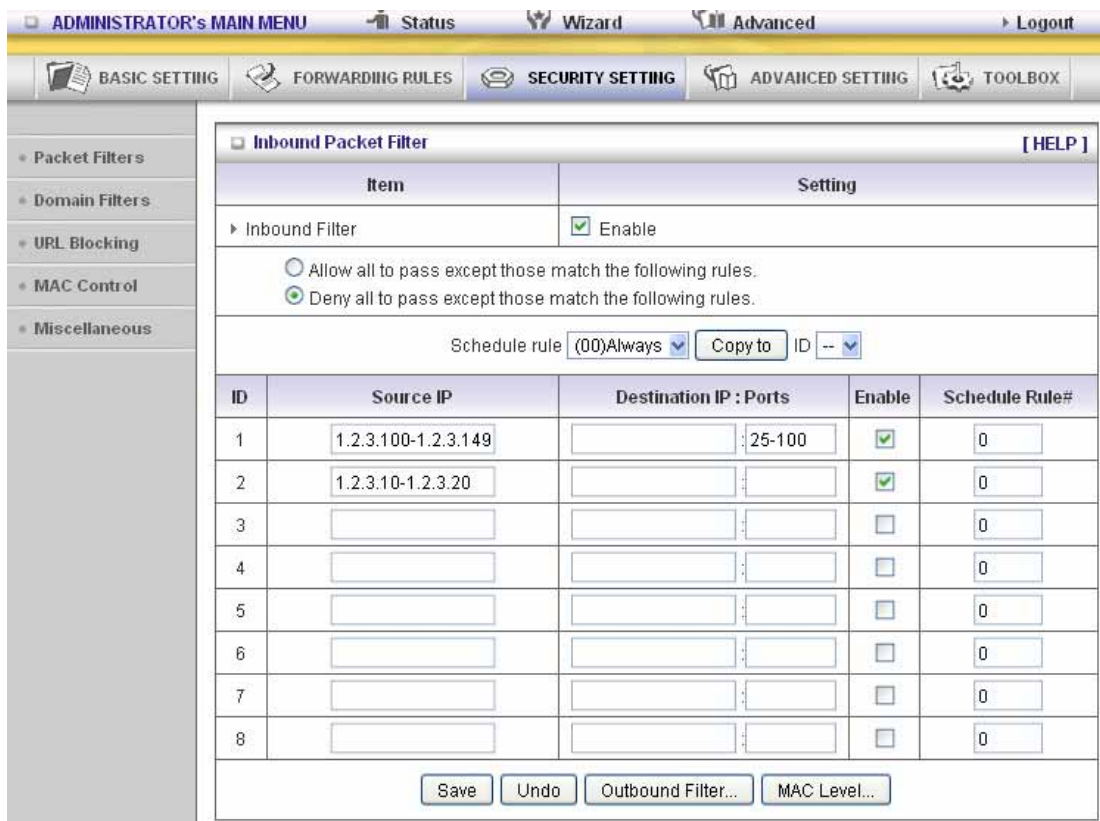 ADMINISTRATOR's MAIN MENU Status Wizard Advanced Logout
BASIC SETTING FORWARDING RULES SECURITY SETTING ADVANCED SETTING TOOLBOX
Packet Filters
Domain Filters
URL Blocking
MAC Control
Miscellaneous
Inbound Packet Filter [ HELP ]
Item Setting
Inbound Filter Enable
Allow all to pass except those match the following rules.
Deny all to pass except those match the following rules.
Schedule rule (00)Always Copy to ID --
ID Source IP Destination IP : Ports Enable Schedule Rule#
1 1.2.3.100-1.2.3.149 : 25-100 0
2 1.2.3.10-1.2.3.20 : 0
3 : 0
4 : 0
5 : 0
6 : 0
7 : 0
8 : 0
Save Undo Outbound Filter... MAC Level...